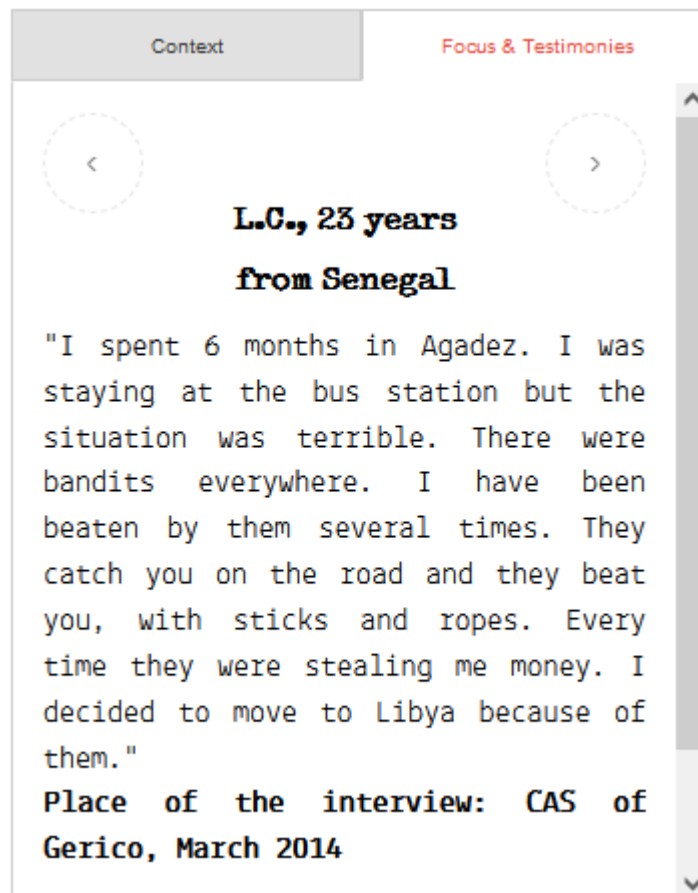 Context
Focus & Testimonies
‹
›
L.C., 23 years
from Senegal
"I spent 6 months in Agadez. I was
staying at the bus station but the
situation was terrible. There were
bandits everywhere. I have been
beaten by them several times. They
catch you on the road and they beat
you, with sticks and ropes. Every
time they were stealing me money. I
decided to move to Libya because of
them."
Place of the interview: CAS of
Gerico, March 2014